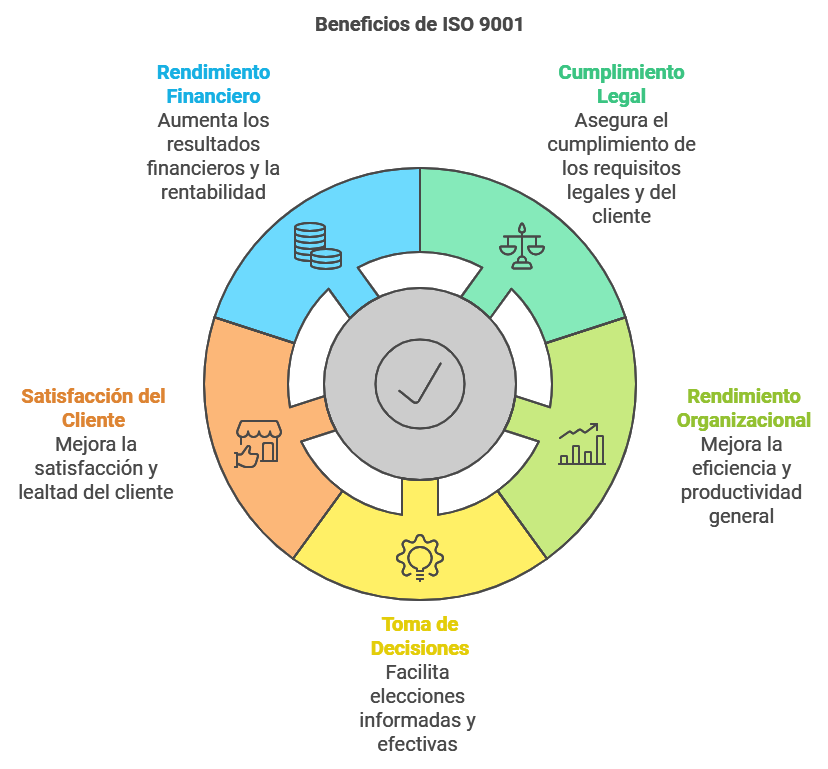 Beneficios de ISO 9001
Rendimiento
Financiero
Aumenta los
resultados
financieros y la
rentabilidad
Cumplimiento
Legal
Asegura el
cumplimiento de
los requisitos
legales y del
cliente
Satisfacción del
Cliente
Mejora la
satisfacción y
lealtad del cliente
Rendimiento
Organizacional
Mejora la
eficiencia y
productividad
general
Toma de
Decisiones
Facilita
elecciones
informadas y
efectivas